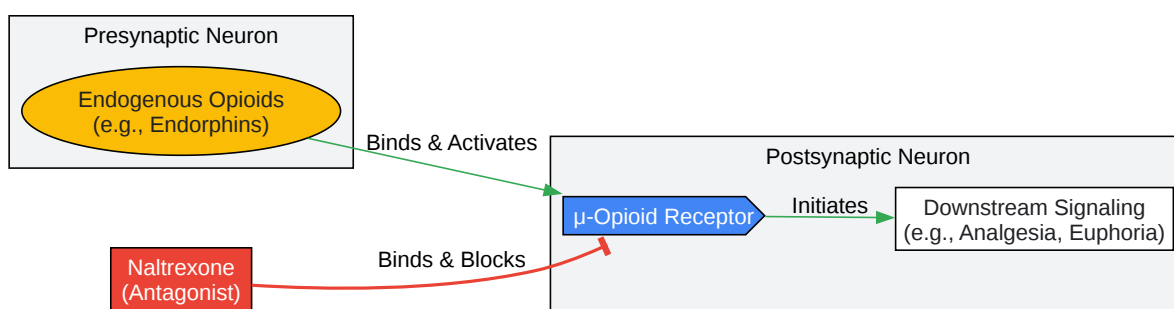 Presynaptic Neuron
Endogenous Opioids
(e.g., Endorphins)
Binds & Activates
Postsynaptic Neuron
μ-Opioid Receptor
Initiates
Downstream Signaling
(e.g., Analgesia, Euphoria)
Binds & Blocks
Naltrexone
(Antagonist)